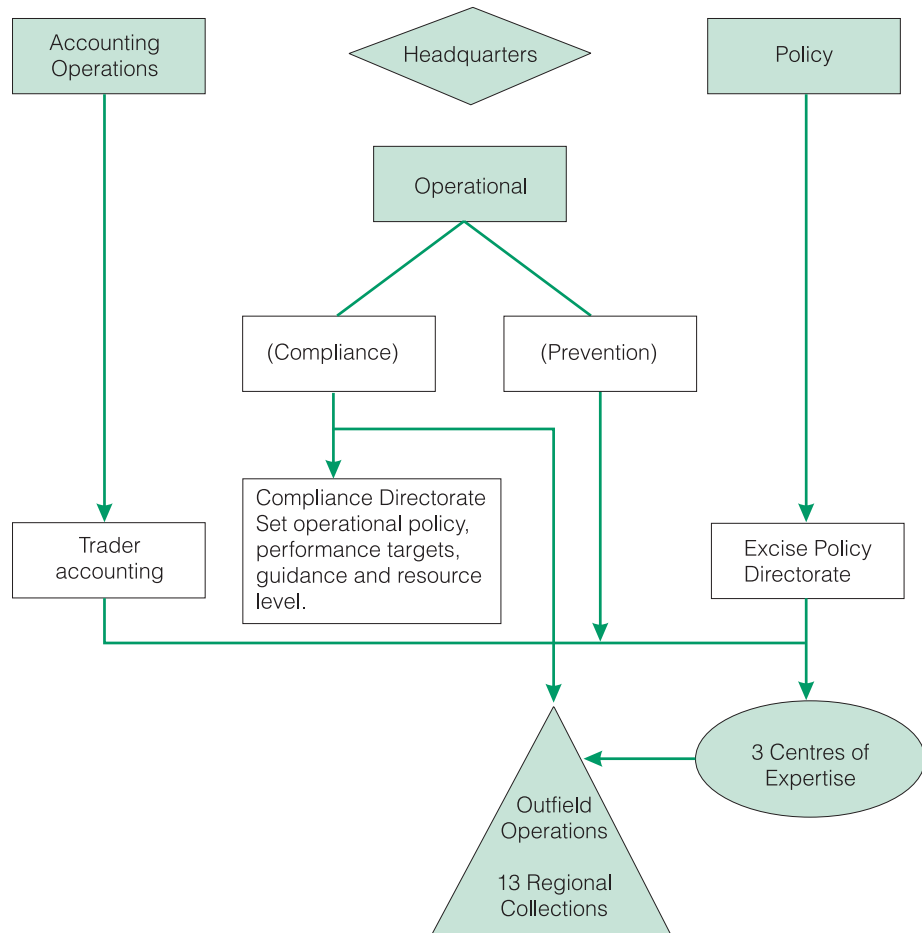 Accounting
Operations
Headquarters
Policy
Operational
(Compliance)
(Prevention)
Compliance Directorate
Set operational policy,
performance targets,
guidance and resource
level.
Trader
accounting
Excise Policy
Directorate
3 Centres of
Expertise
Outfield
Operations
13 Regional
Collections